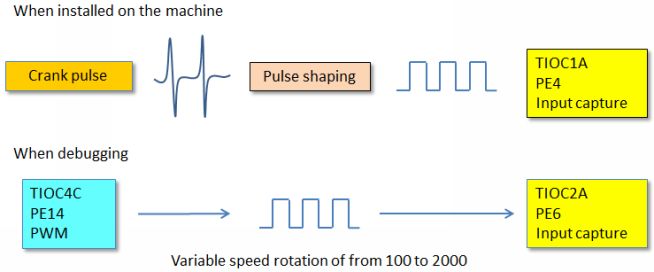 When installed on the machine
Crank pulse
Pulse shaping
TIOC1A
PE4
Input capture
When debugging
TIOC4C
PE14
PWM
TIOC2A
PE6
Input capture
Variable speed rotation of from 100 to 2000